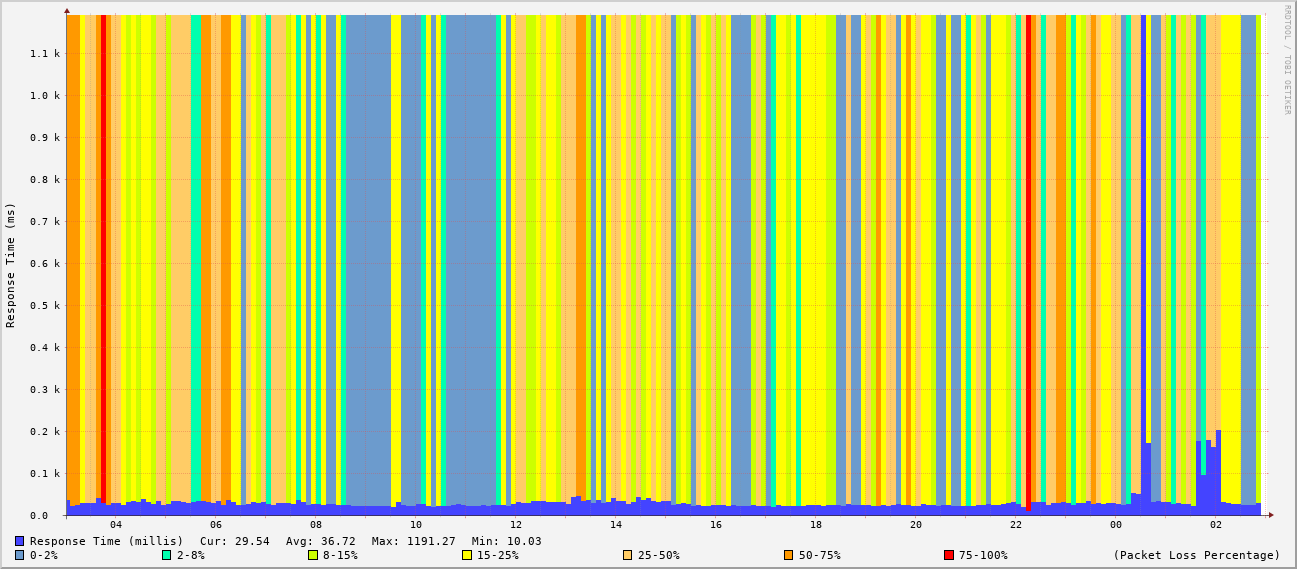 RRDTOOL / TOBI OETIKER
Response Time (ms)
1.1 k
1.0 k
0.9 k
0.8 k
0.7 k
0.6 k
0.5 k
0.4 k
0.3 k
0.2 k
0.1 k
0.0
04 06 08 10 12 14 16 18 20 22 00 02
Response Time (millis) Cur: 29.54 Avg: 36.72 Max: 1191.27 Min: 10.03
0-2% 2-8% 8-15% 15-25% 25-50% 50-75% 75-100% (Packet Loss Percentage)